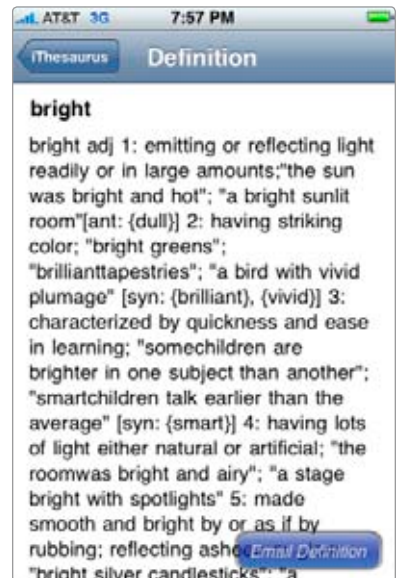 AT&T 3G 7:57 PM
iThesaurus Definition
bright
bright adj 1: emitting or reflecting light
readily or in large amounts;"the sun
was bright and hot"; "a bright sunlit
room"[ant: {dull}] 2: having striking
color; "bright greens";
"brillianttapestries"; "a bird with vivid
plumage" [syn: {brilliant}, {vivid}] 3:
characterized by quickness and ease
in learning; "somechildren are
brighter in one subject than another";
"smartchildren talk earlier than the
average" [syn: {smart}] 4: having lots
of light either natural or artificial; "the
roomwas bright and airy"; "a stage
bright with spotlights" 5: made
smooth and bright by or as if by
rubbing; reflecting
Email Definition
"bright silver candlesticks"; "a